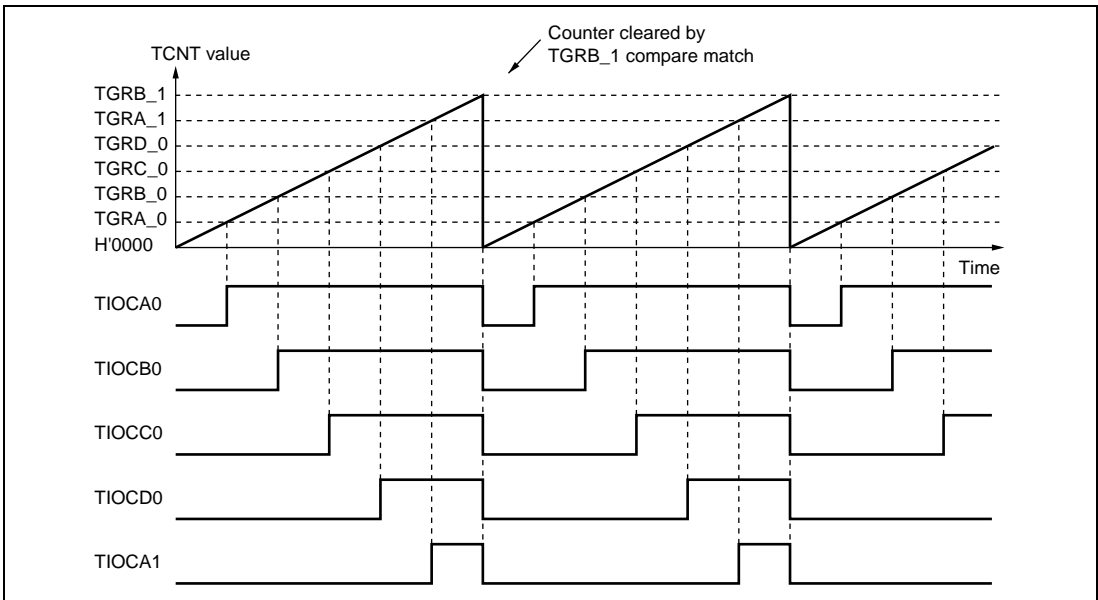 Counter cleared by
TGRB_1 compare match
TCNT value
TGRB_1
TGRA_1
TGRD_0
TGRC_0
TGRB_0
TGRA_0
H'0000
Time
TIOCA0
TIOCB0
TIOCC0
TIOCD0
TIOCA1